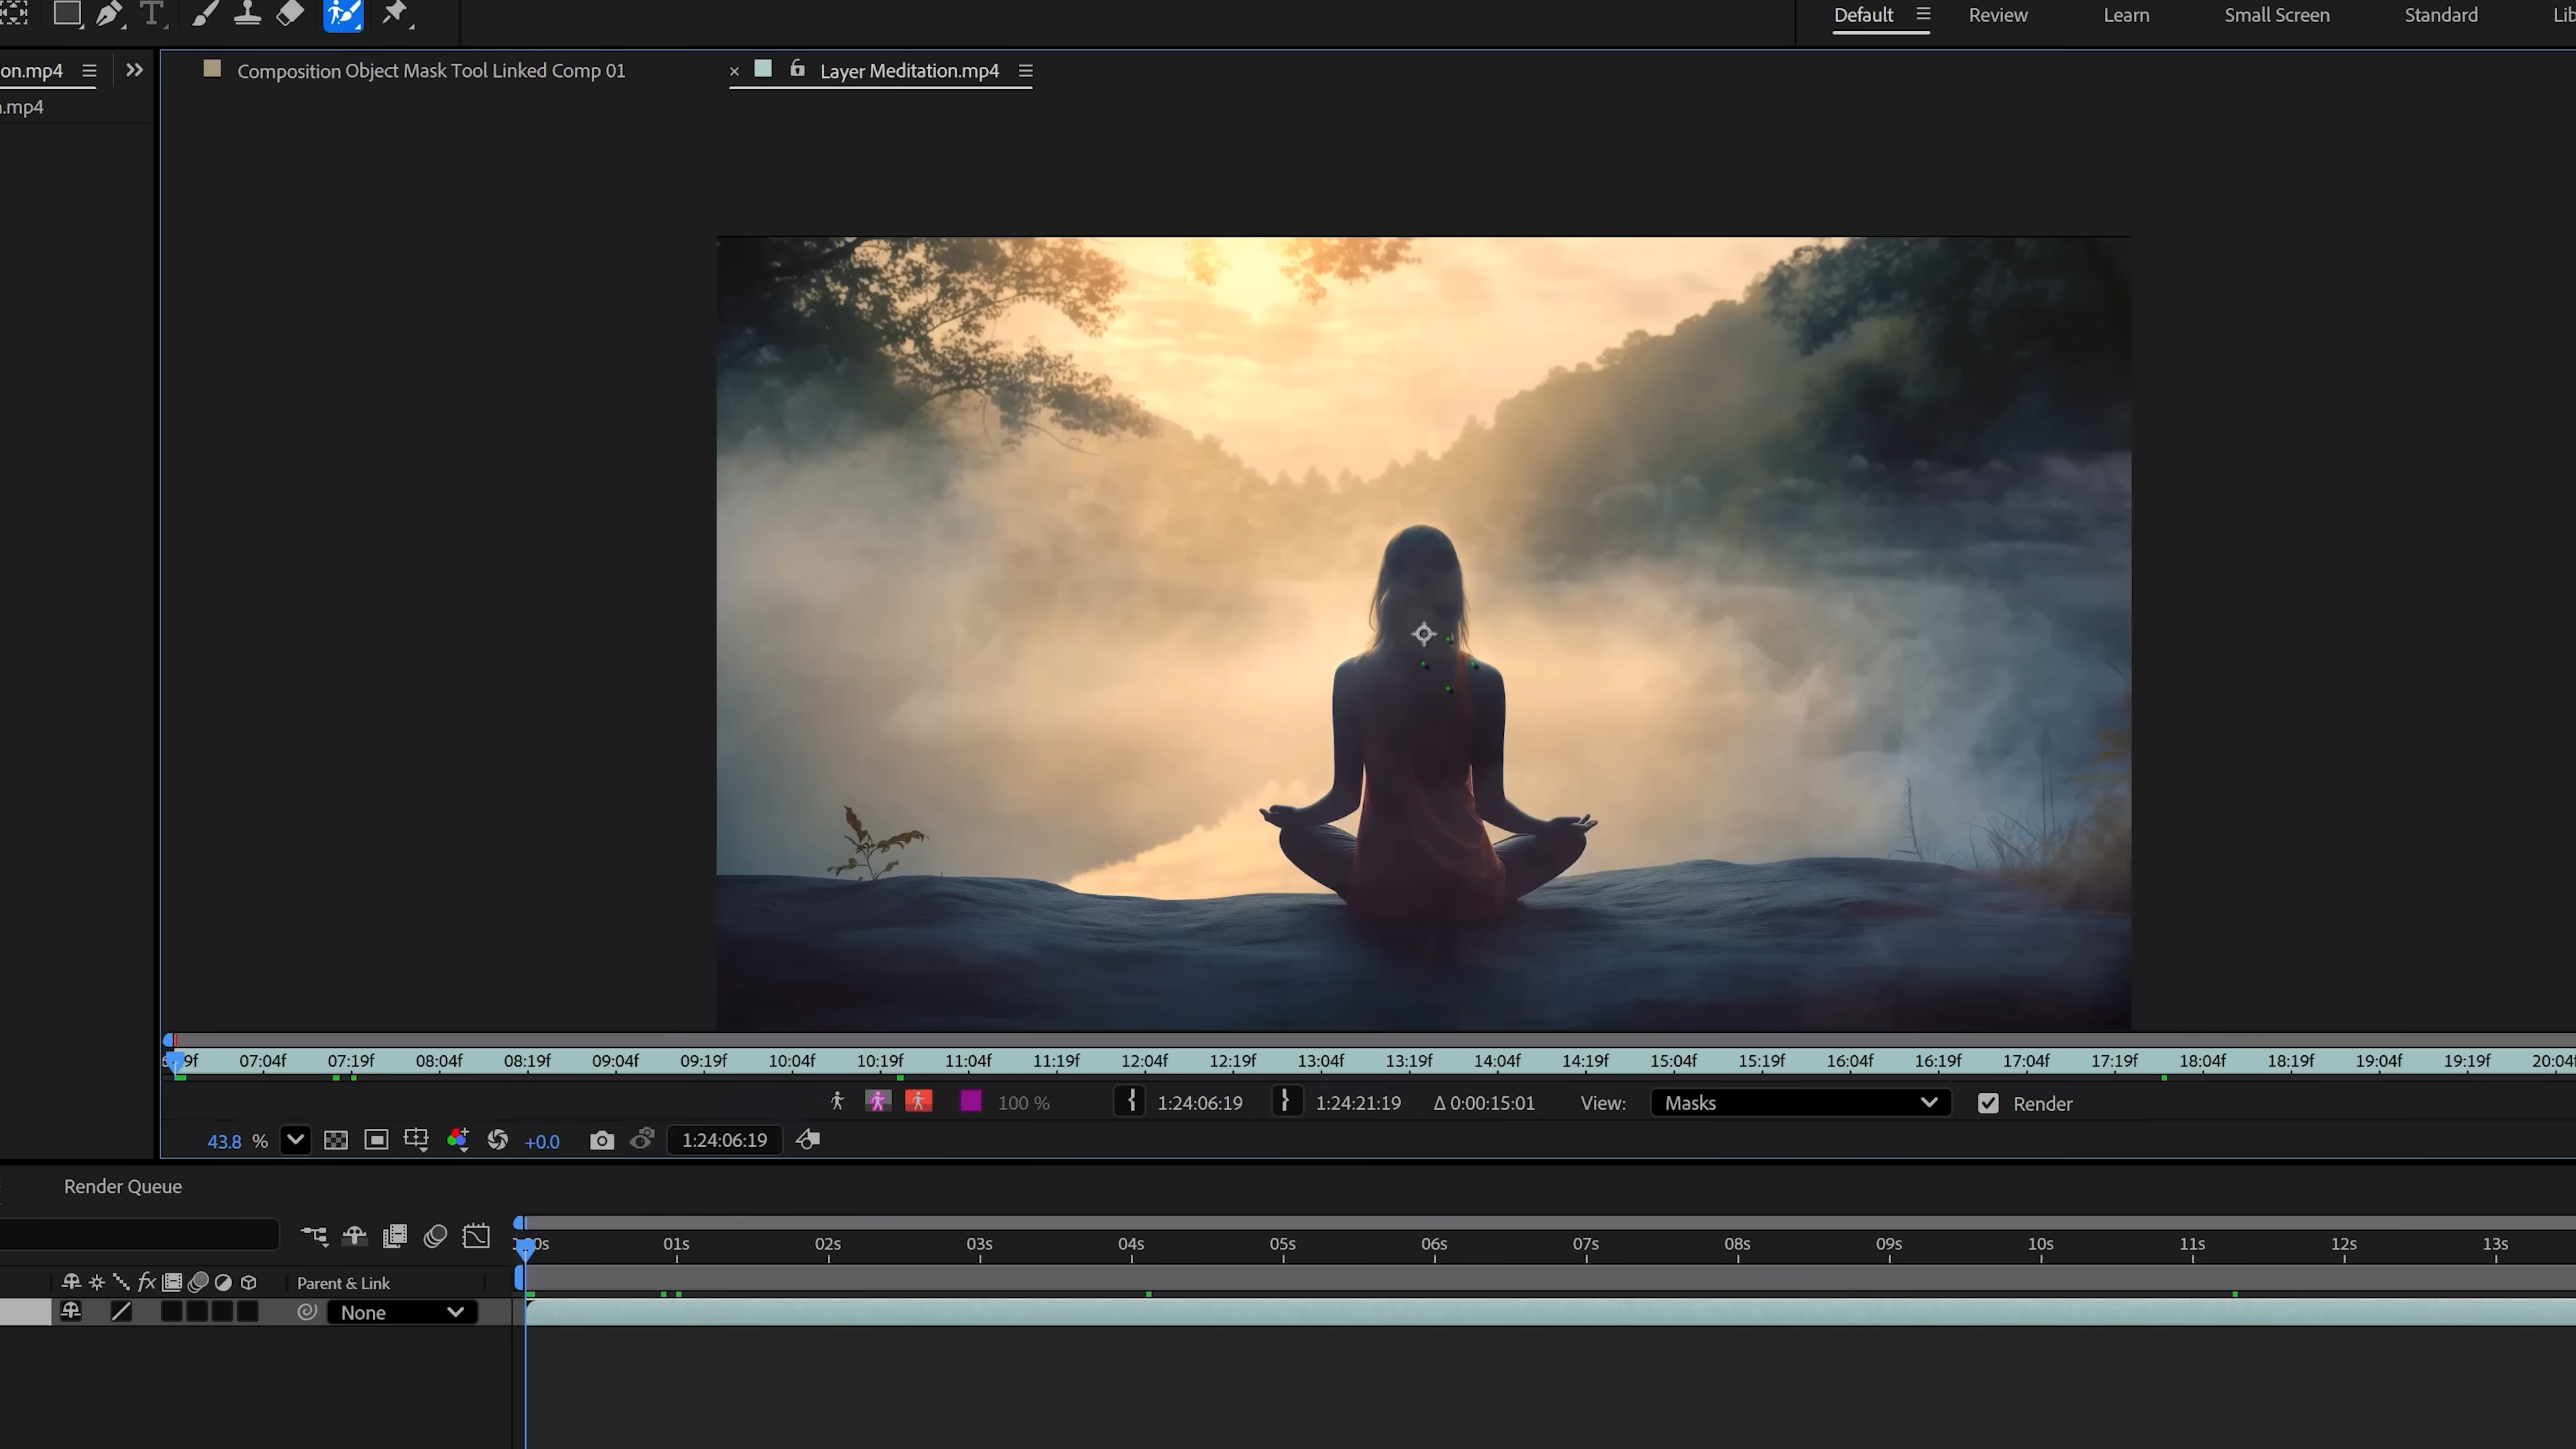 Default Review Learn Small Screen Standard Lib
on.mp4
Composition Object Mask Tool Linked Comp 01
Layer Meditation.mp4
.mp4
07:04f 07:19f 08:04f 08:19f 09:04f 09:19f 10:04f 10:19f 11:04f 11:19f 12:04f 12:19f 13:04f 13:19f 14:04f 14:19f 15:04f 15:19f 16:04f 16:19f 17:04f 17:19f 18:04f 18:19f 19:04f 19:19f 20:04f
100 % { 1:24:06:19 } 1:24:21:19 Δ 0:00:15:01 View: Masks Render
43.8 % +0.0 1:24:06:19
Render Queue
01s 02s 03s 04s 05s 06s 07s 08s 09s 10s 11s 12s 13s
fx Parent & Link
None